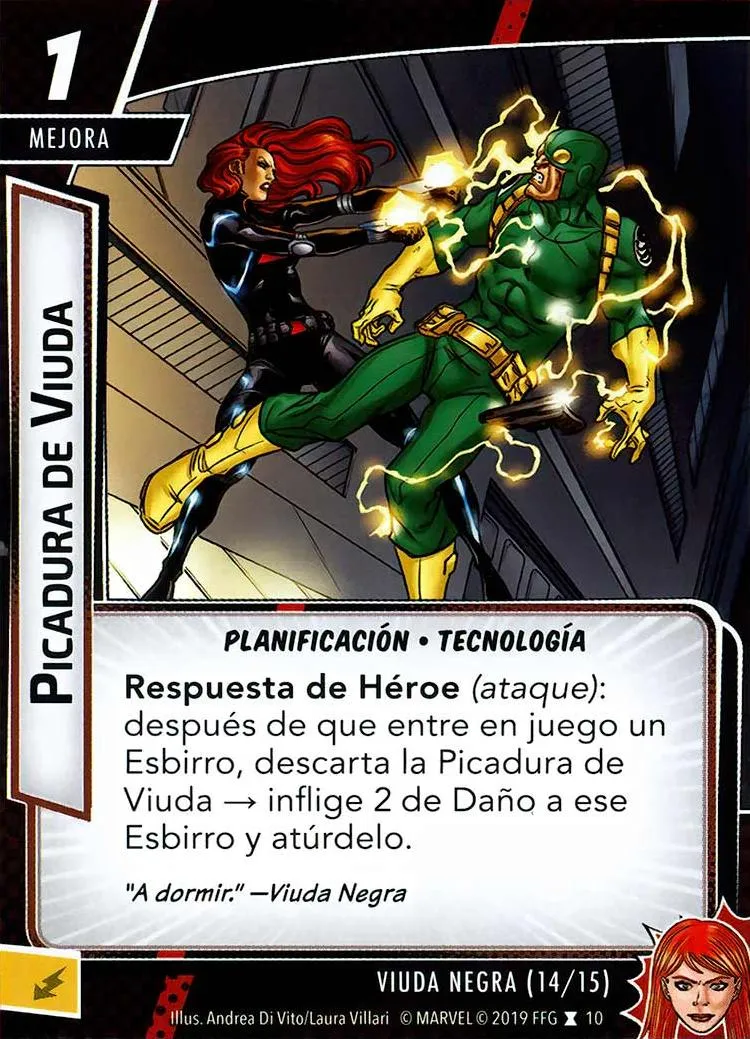 1
MEJORA
PICADURA DE VIUDA
PLANIFICACIÓN • TECNOLOGÍA
Respuesta de Héroe (ataque):
después de que entre en juego un
Esbirro, descarta la Picadura de
Viuda → inflige 2 de Daño a ese
Esbirro y atúrdelo.
"A dormir." —Viuda Negra
VIUDA NEGRA (14/15)
Illus. Andrea Di Vito/Laura Villari © MARVEL © 2019 FFG 10